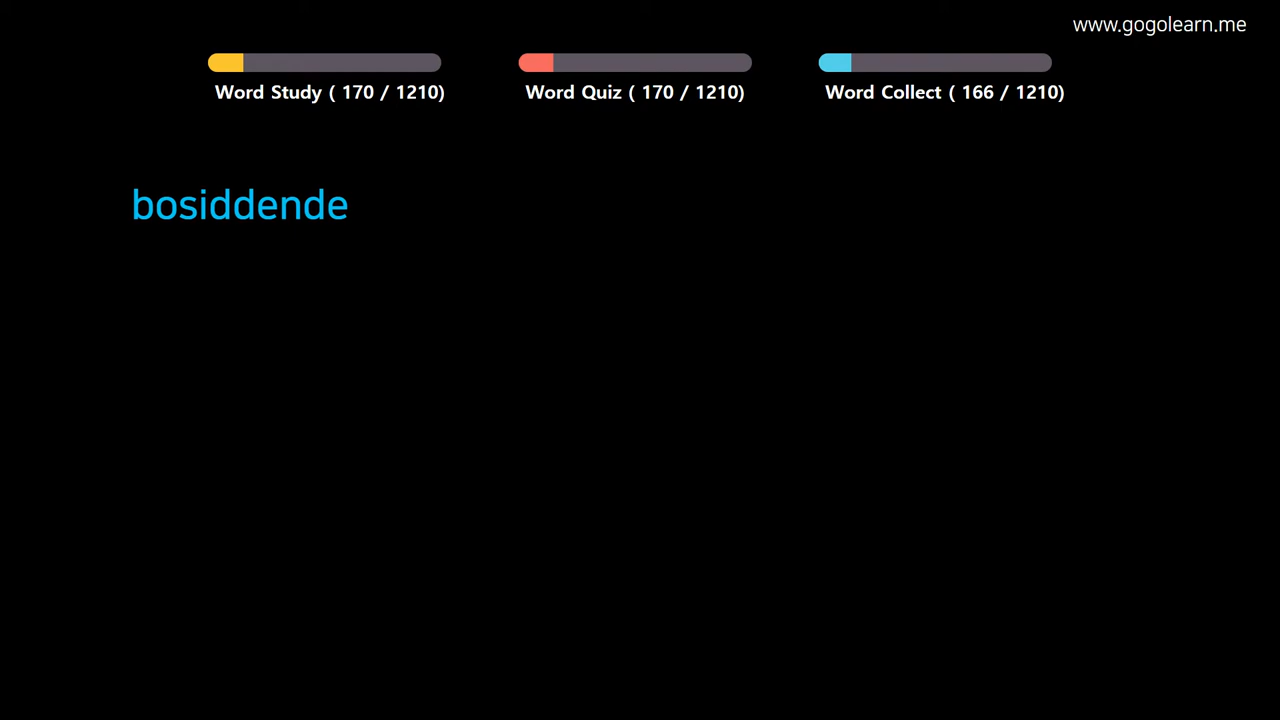 www.gogolearn.me
Word Study ( 170 / 1210)
Word Quiz ( 170 / 1210)
Word Collect ( 166 / 1210)
bosiddende